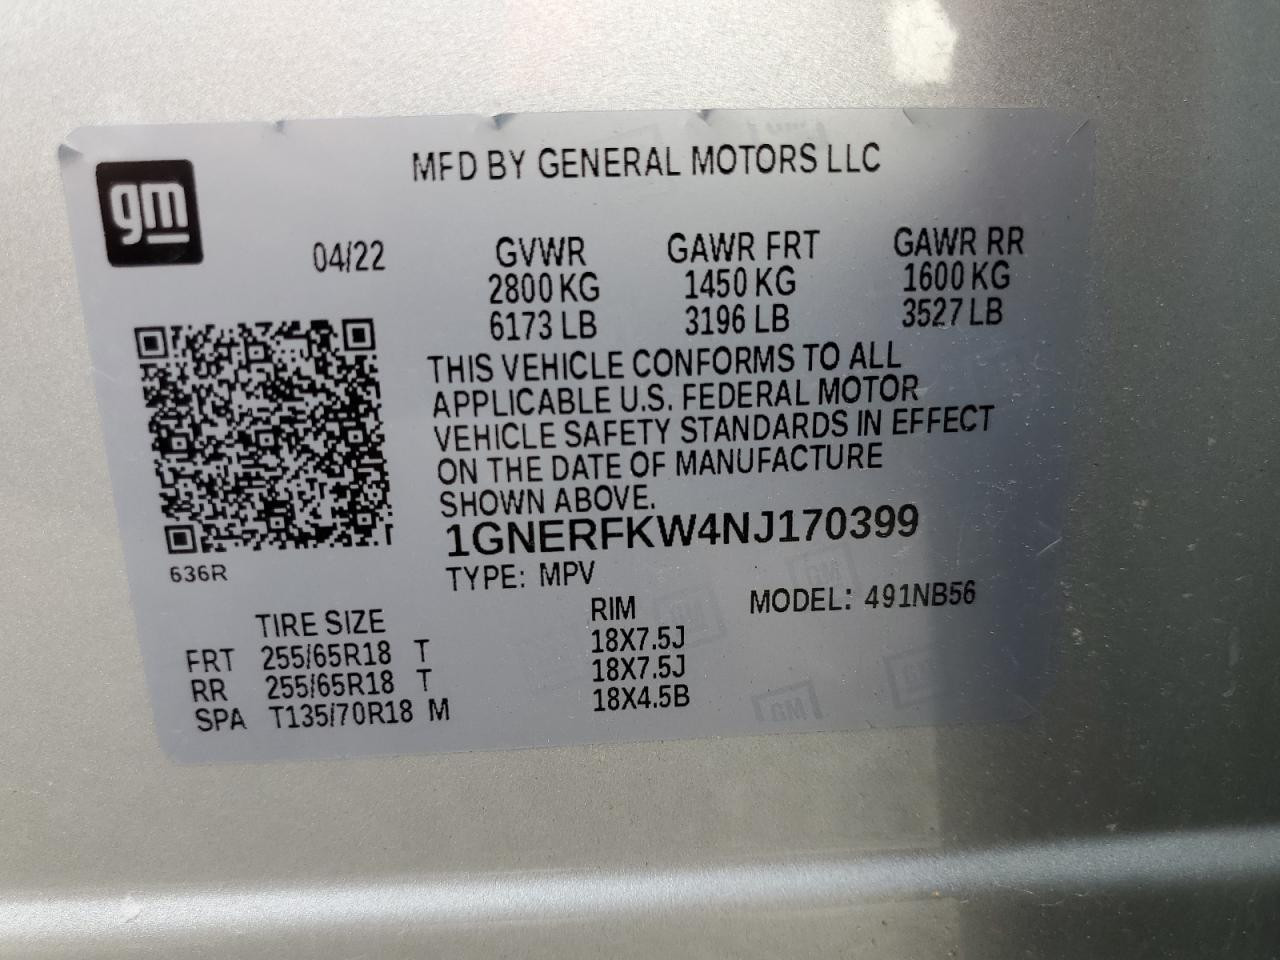 MFD BY GENERAL MOTORS LLC
gm
04/22 GVWR GAWR FRT GAWR RR
2800 KG 1450 KG 1600 KG
6173 LB 3196 LB 3527 LB
THIS VEHICLE CONFORMS TO ALL
APPLICABLE U.S. FEDERAL MOTOR
VEHICLE SAFETY STANDARDS IN EFFECT
ON THE DATE OF MANUFACTURE
SHOWN ABOVE.
1GNERFKW4NJ170399
636R
TYPE: MPV MODEL: 491NB56
TIRE SIZE RIM
FRT 255/65R18 T 18X7.5J
RR 255/65R18 T 18X7.5J
SPA T135/70R18 M 18X4.5B